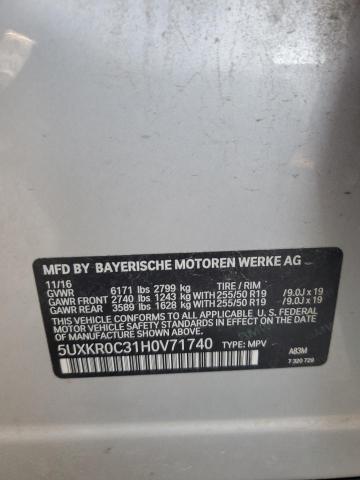 MFD BY BAYERISCHE MOTOREN WERKE AG
11/16
GVWR 6171 lbs 2799 kg TIRE / RIM
GAWR FRONT 2740 lbs 1243 kg WITH 255/50 R19 / 9.0J x 19
GAWR REAR 3589 lbs 1628 kg WITH 255/50 R19 / 9.0J x 19
THIS VEHICLE CONFORMS TO ALL APPLICABLE U.S. FEDERAL
MOTOR VEHICLE SAFETY STANDARDS IN EFFECT ON THE DATE
OF MANUFACTURE SHOWN ABOVE.
5UXKR0C31H0V71740 TYPE: MPV A83M
7 320 729